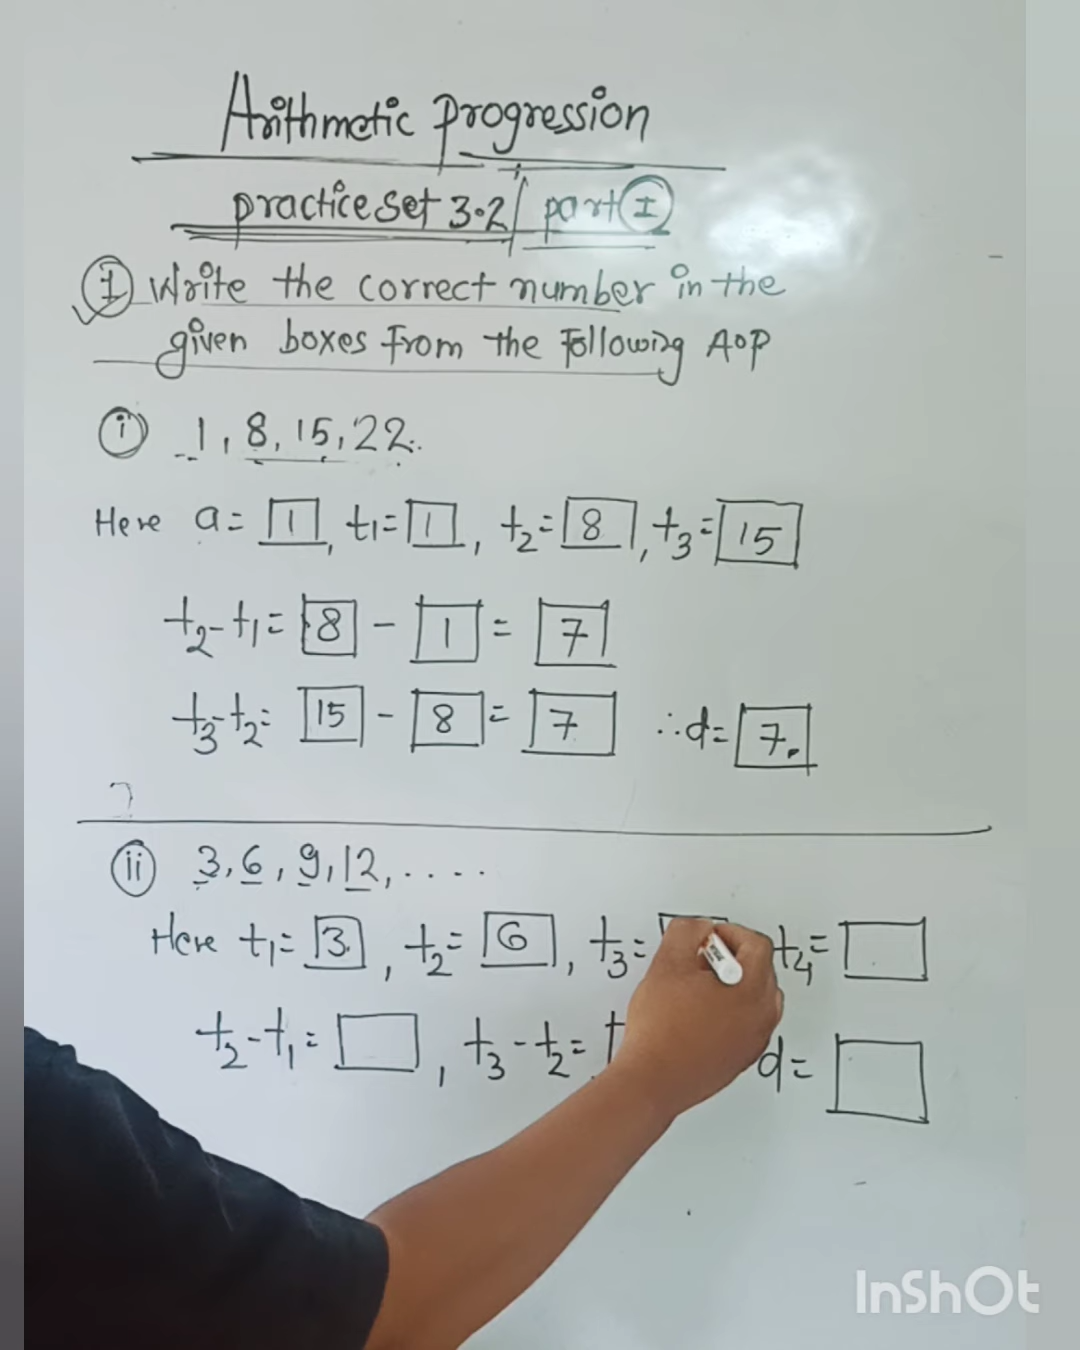 Arithmetic progression
practice set 3.2 / part I
1 Write the correct number in the
given boxes from the following A.P
i 1, 8, 15, 22..
Here a = 1, t1 = 1, t2 = 8, t3 = 15
t2 - t1 = 8 - 1 = 7
t3 - t2 = 15 - 8 = 7 ∴ d = 7.
ii 3, 6, 9, 12, ....
Here t1 = 3, t2 = 6, t3 = t4 =
t2 - t1 = , t3 - t2 = d =
InShOt